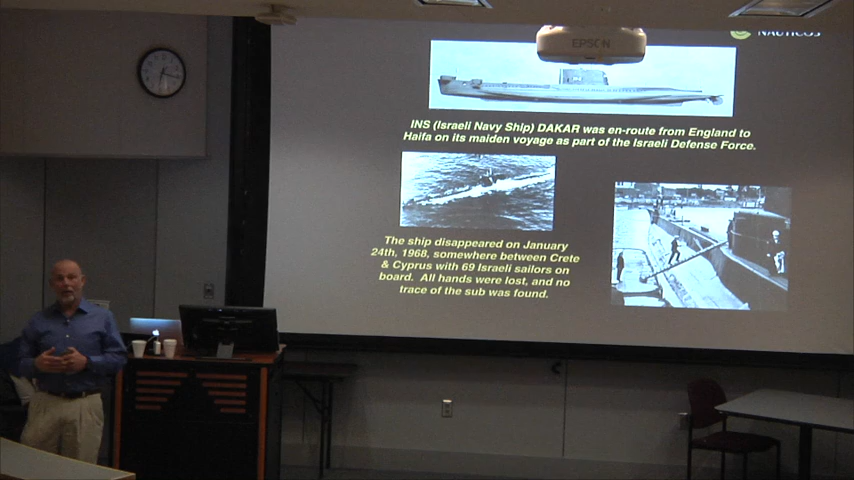 NAUTICOS
EPSON
INS (Israeli Navy Ship) DAKAR was en-route from England to
Haifa on its maiden voyage as part of the Israeli Defense Force.
The ship disappeared on January
24th, 1968, somewhere between Crete
& Cyprus with 69 Israeli sailors on
board.  All hands were lost, and no
trace of the sub was found.